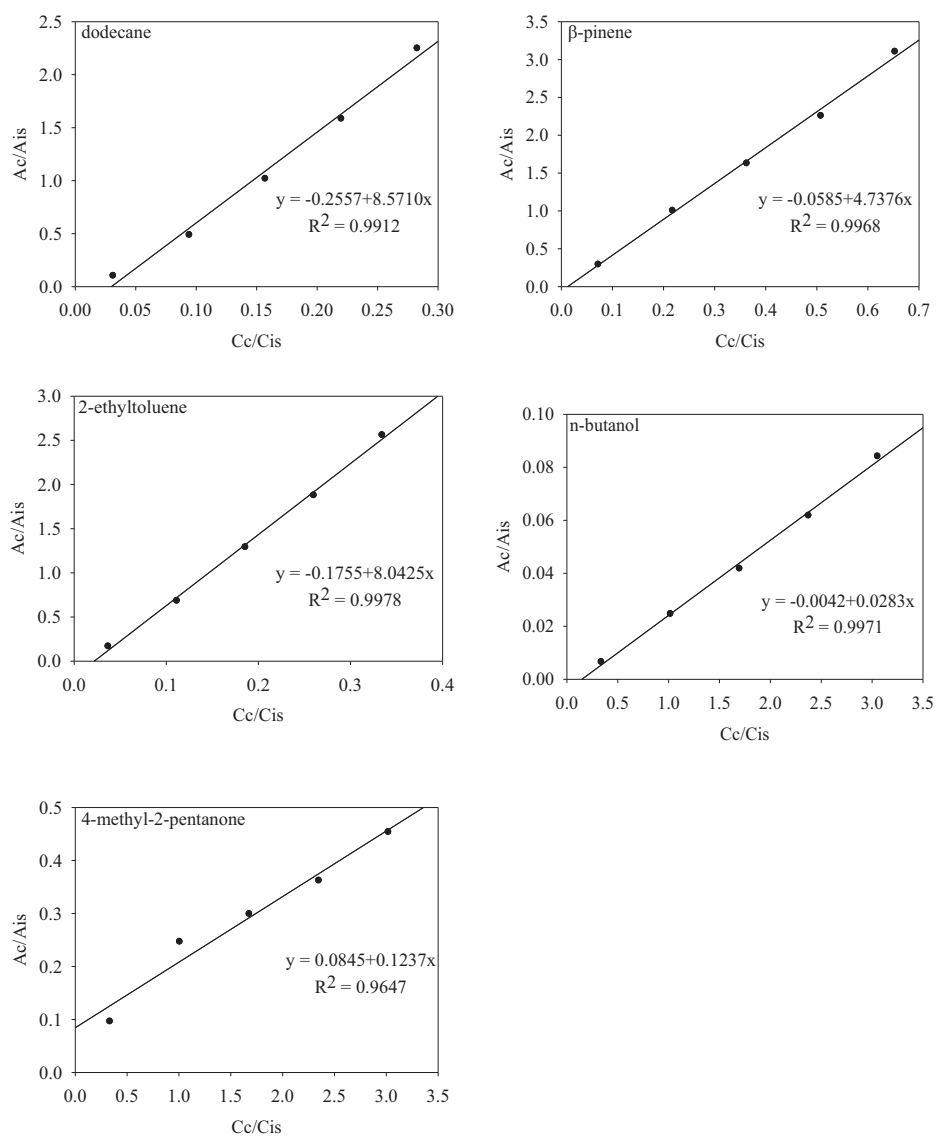 dodecane
2.5
2.0
1.5
1.0
0.5
0.0
Ac/Ais
y = -0.2557+8.5710x
R2 = 0.9912
0.00 0.05 0.10 0.15 0.20 0.25 0.30
Cc/Cis
β-pinene
3.5
3.0
2.5
2.0
1.5
1.0
0.5
0.0
Ac/Ais
y = -0.0585+4.7376x
R2 = 0.9968
0.0 0.1 0.2 0.3 0.4 0.5 0.6 0.7
Cc/Cis
2-ethyltoluene
3.0
2.5
2.0
1.5
1.0
0.5
0.0
Ac/Ais
y = -0.1755+8.0425x
R2 = 0.9978
0.0 0.1 0.2 0.3 0.4
Cc/Cis
n-butanol
0.10
0.08
0.06
0.04
0.02
0.00
Ac/Ais
y = -0.0042+0.0283x
R2 = 0.9971
0.0 0.5 1.0 1.5 2.0 2.5 3.0 3.5
Cc/Cis
4-methyl-2-pentanone
0.5
0.4
0.3
0.2
0.1
0.0
Ac/Ais
y = 0.0845+0.1237x
R2 = 0.9647
0.0 0.5 1.0 1.5 2.0 2.5 3.0 3.5
Cc/Cis